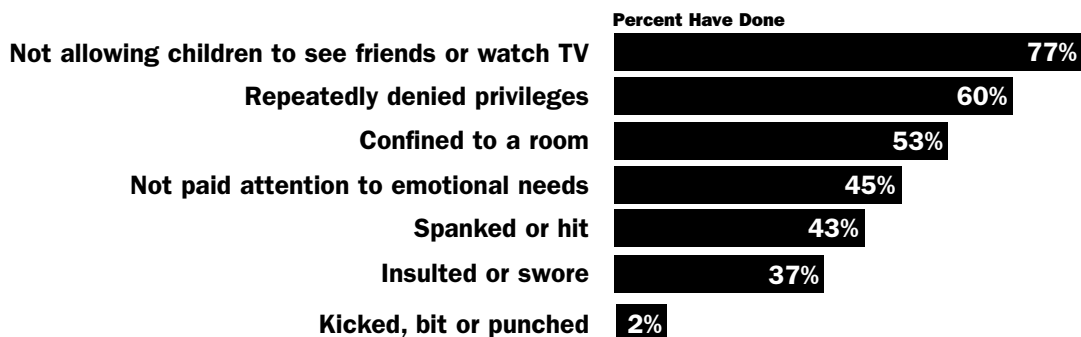 Percent Have Done
Not allowing children to see friends or watch TV 77%
Repeatedly denied privileges 60%
Confined to a room 53%
Not paid attention to emotional needs 45%
Spanked or hit 43%
Insulted or swore 37%
Kicked, bit or punched 2%